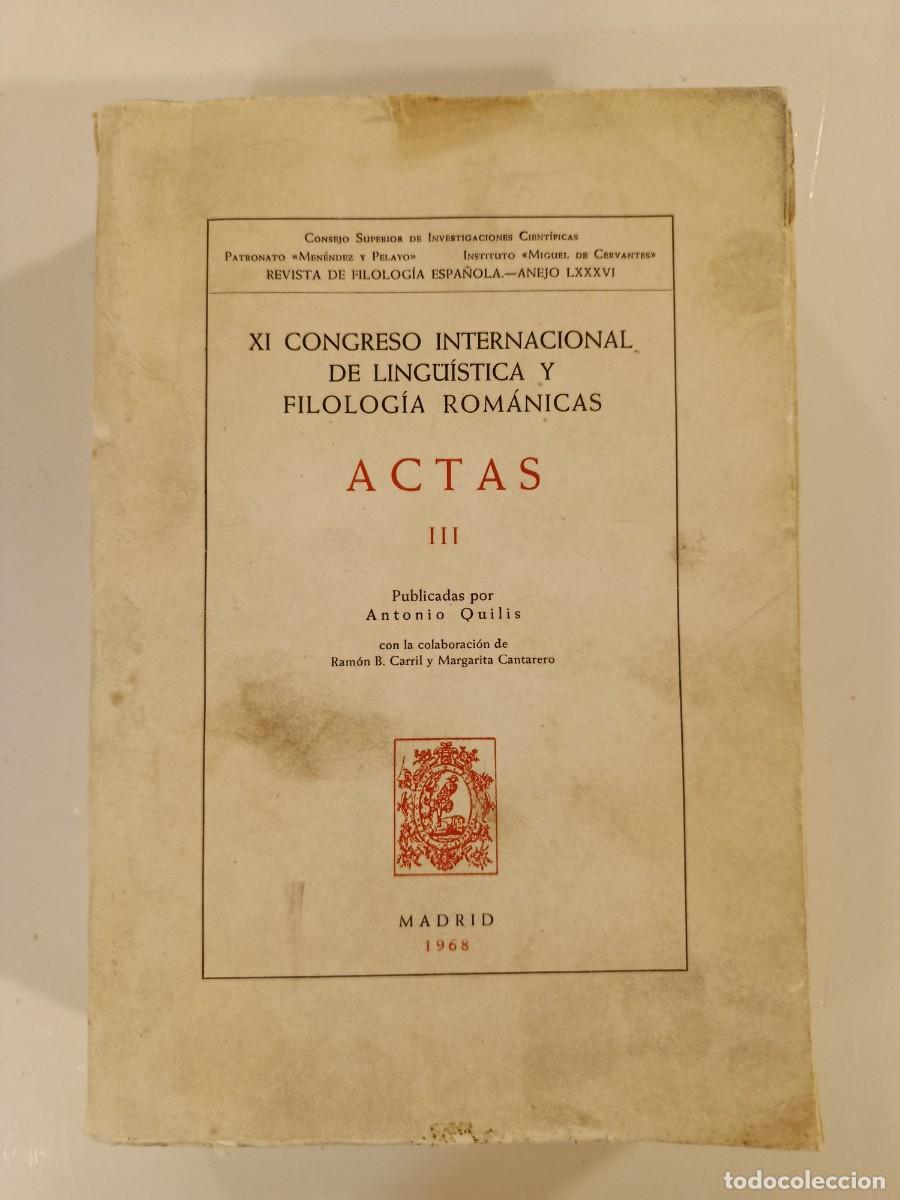 Consejo Superior de Investigaciones Científicas
Patronato «Menéndez y Pelayo» Instituto «Miguel de Cervantes»
REVISTA DE FILOLOGÍA ESPAÑOLA.—ANEJO LXXXVI
XI CONGRESO INTERNACIONAL
DE LINGÜÍSTICA Y
FILOLOGÍA ROMÁNICAS
ACTAS
III
Publicadas por
Antonio Quilis
con la colaboración de
Ramón B. Carril y Margarita Cantarero
MADRID
1968
todocoleccion